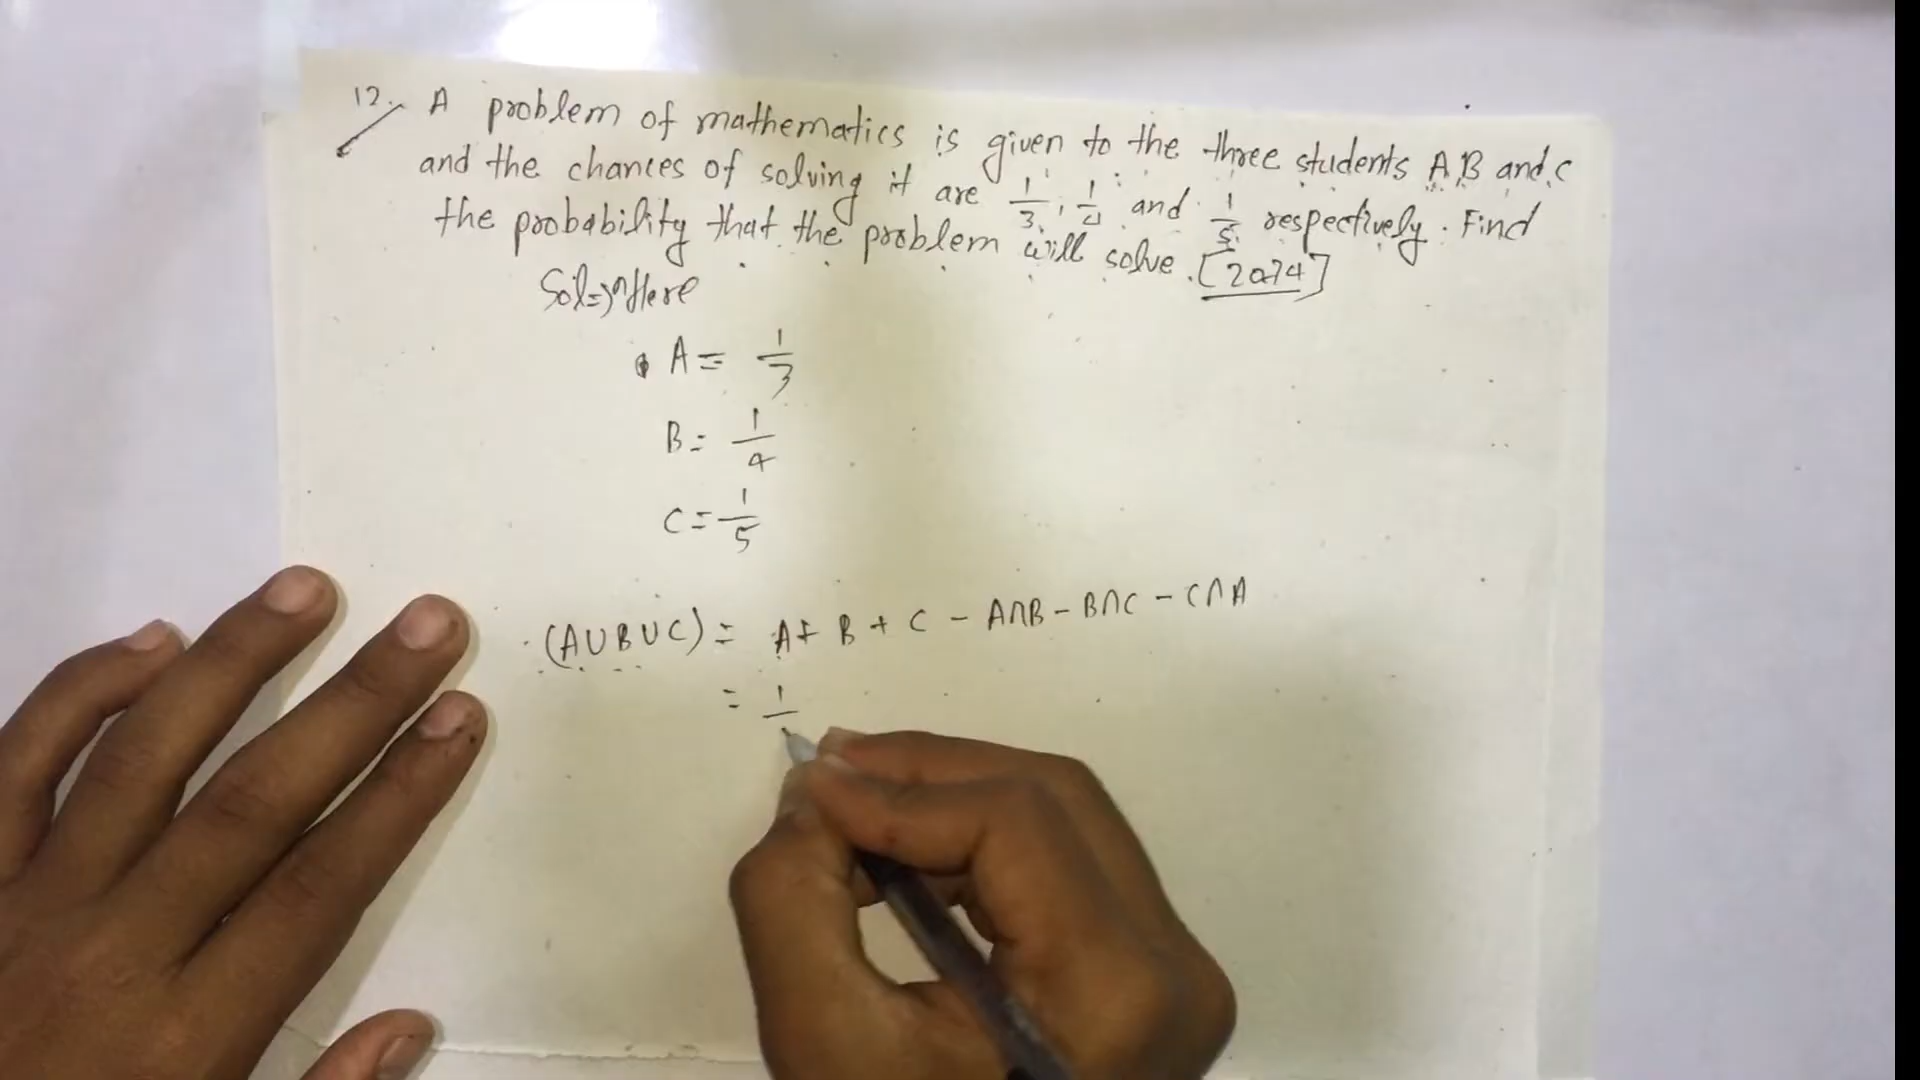 12. A problem of mathematics is given to the three students A, B and C
and the chances of solving it are 1/3, 1/4 and 1/5 respectively. Find
the probability that the problem will solve. [2074]
Sol=>n Here
A = 1/3
B = 1/4
C = 1/5
(A∪B∪C) = A + B + C - A∩B - B∩C - C∩A
= 1